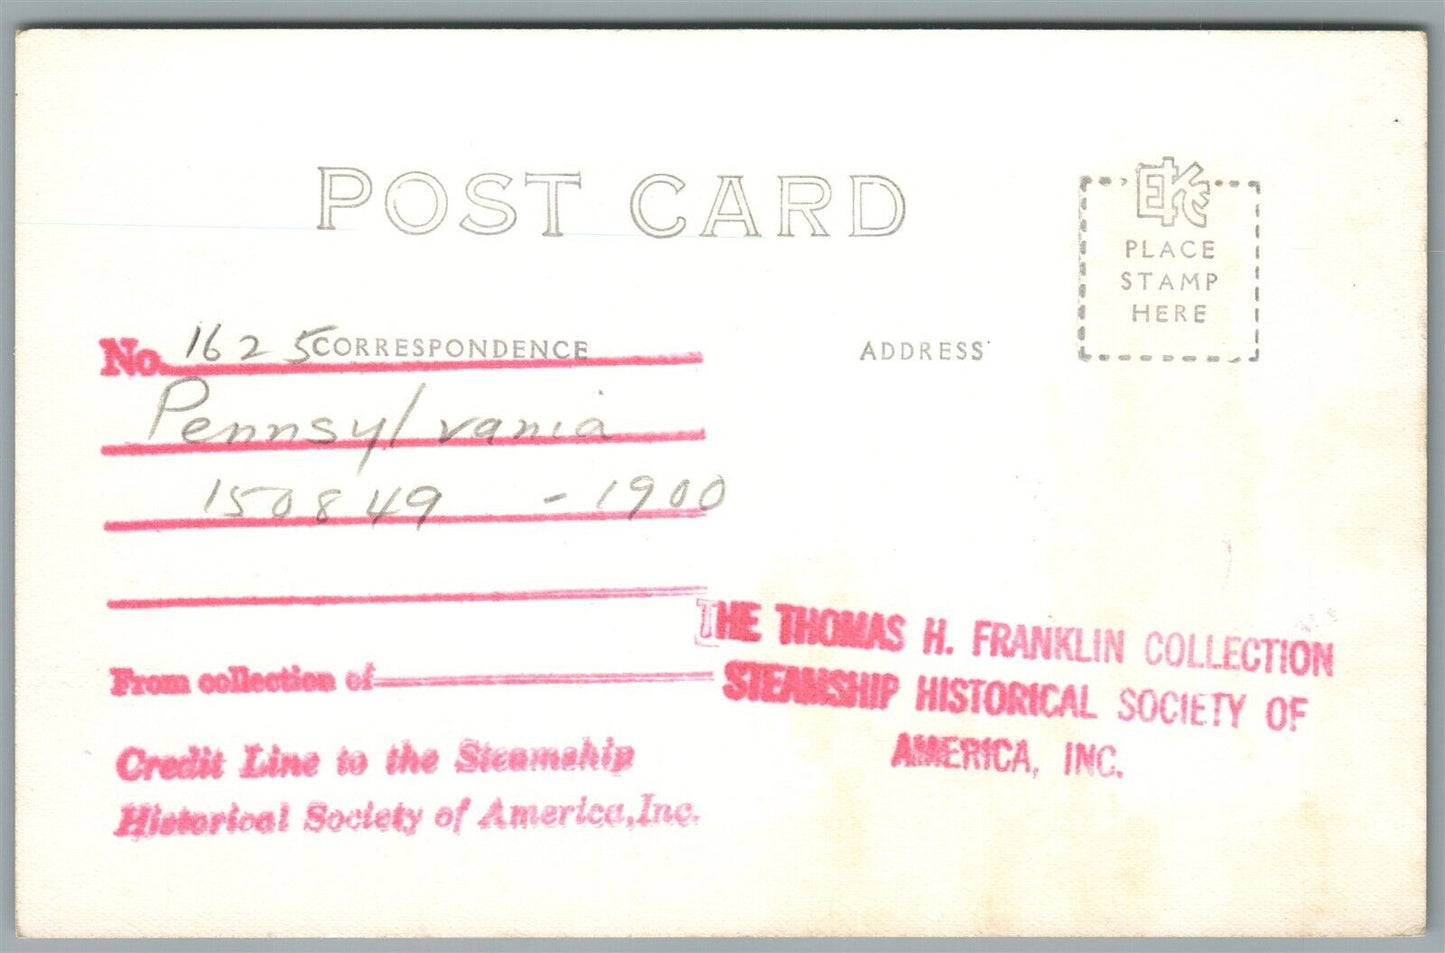 POST CARD
EKC
PLACE
STAMP
HERE
No. 1625 CORRESPONDENCE
ADDRESS
Pennsylvania
150849 - 1900
From collection of
Credit Line to the Steamship
Historical Society of America, Inc.
THE THOMAS H. FRANKLIN COLLECTION
STEAMSHIP HISTORICAL SOCIETY OF
AMERICA, INC.